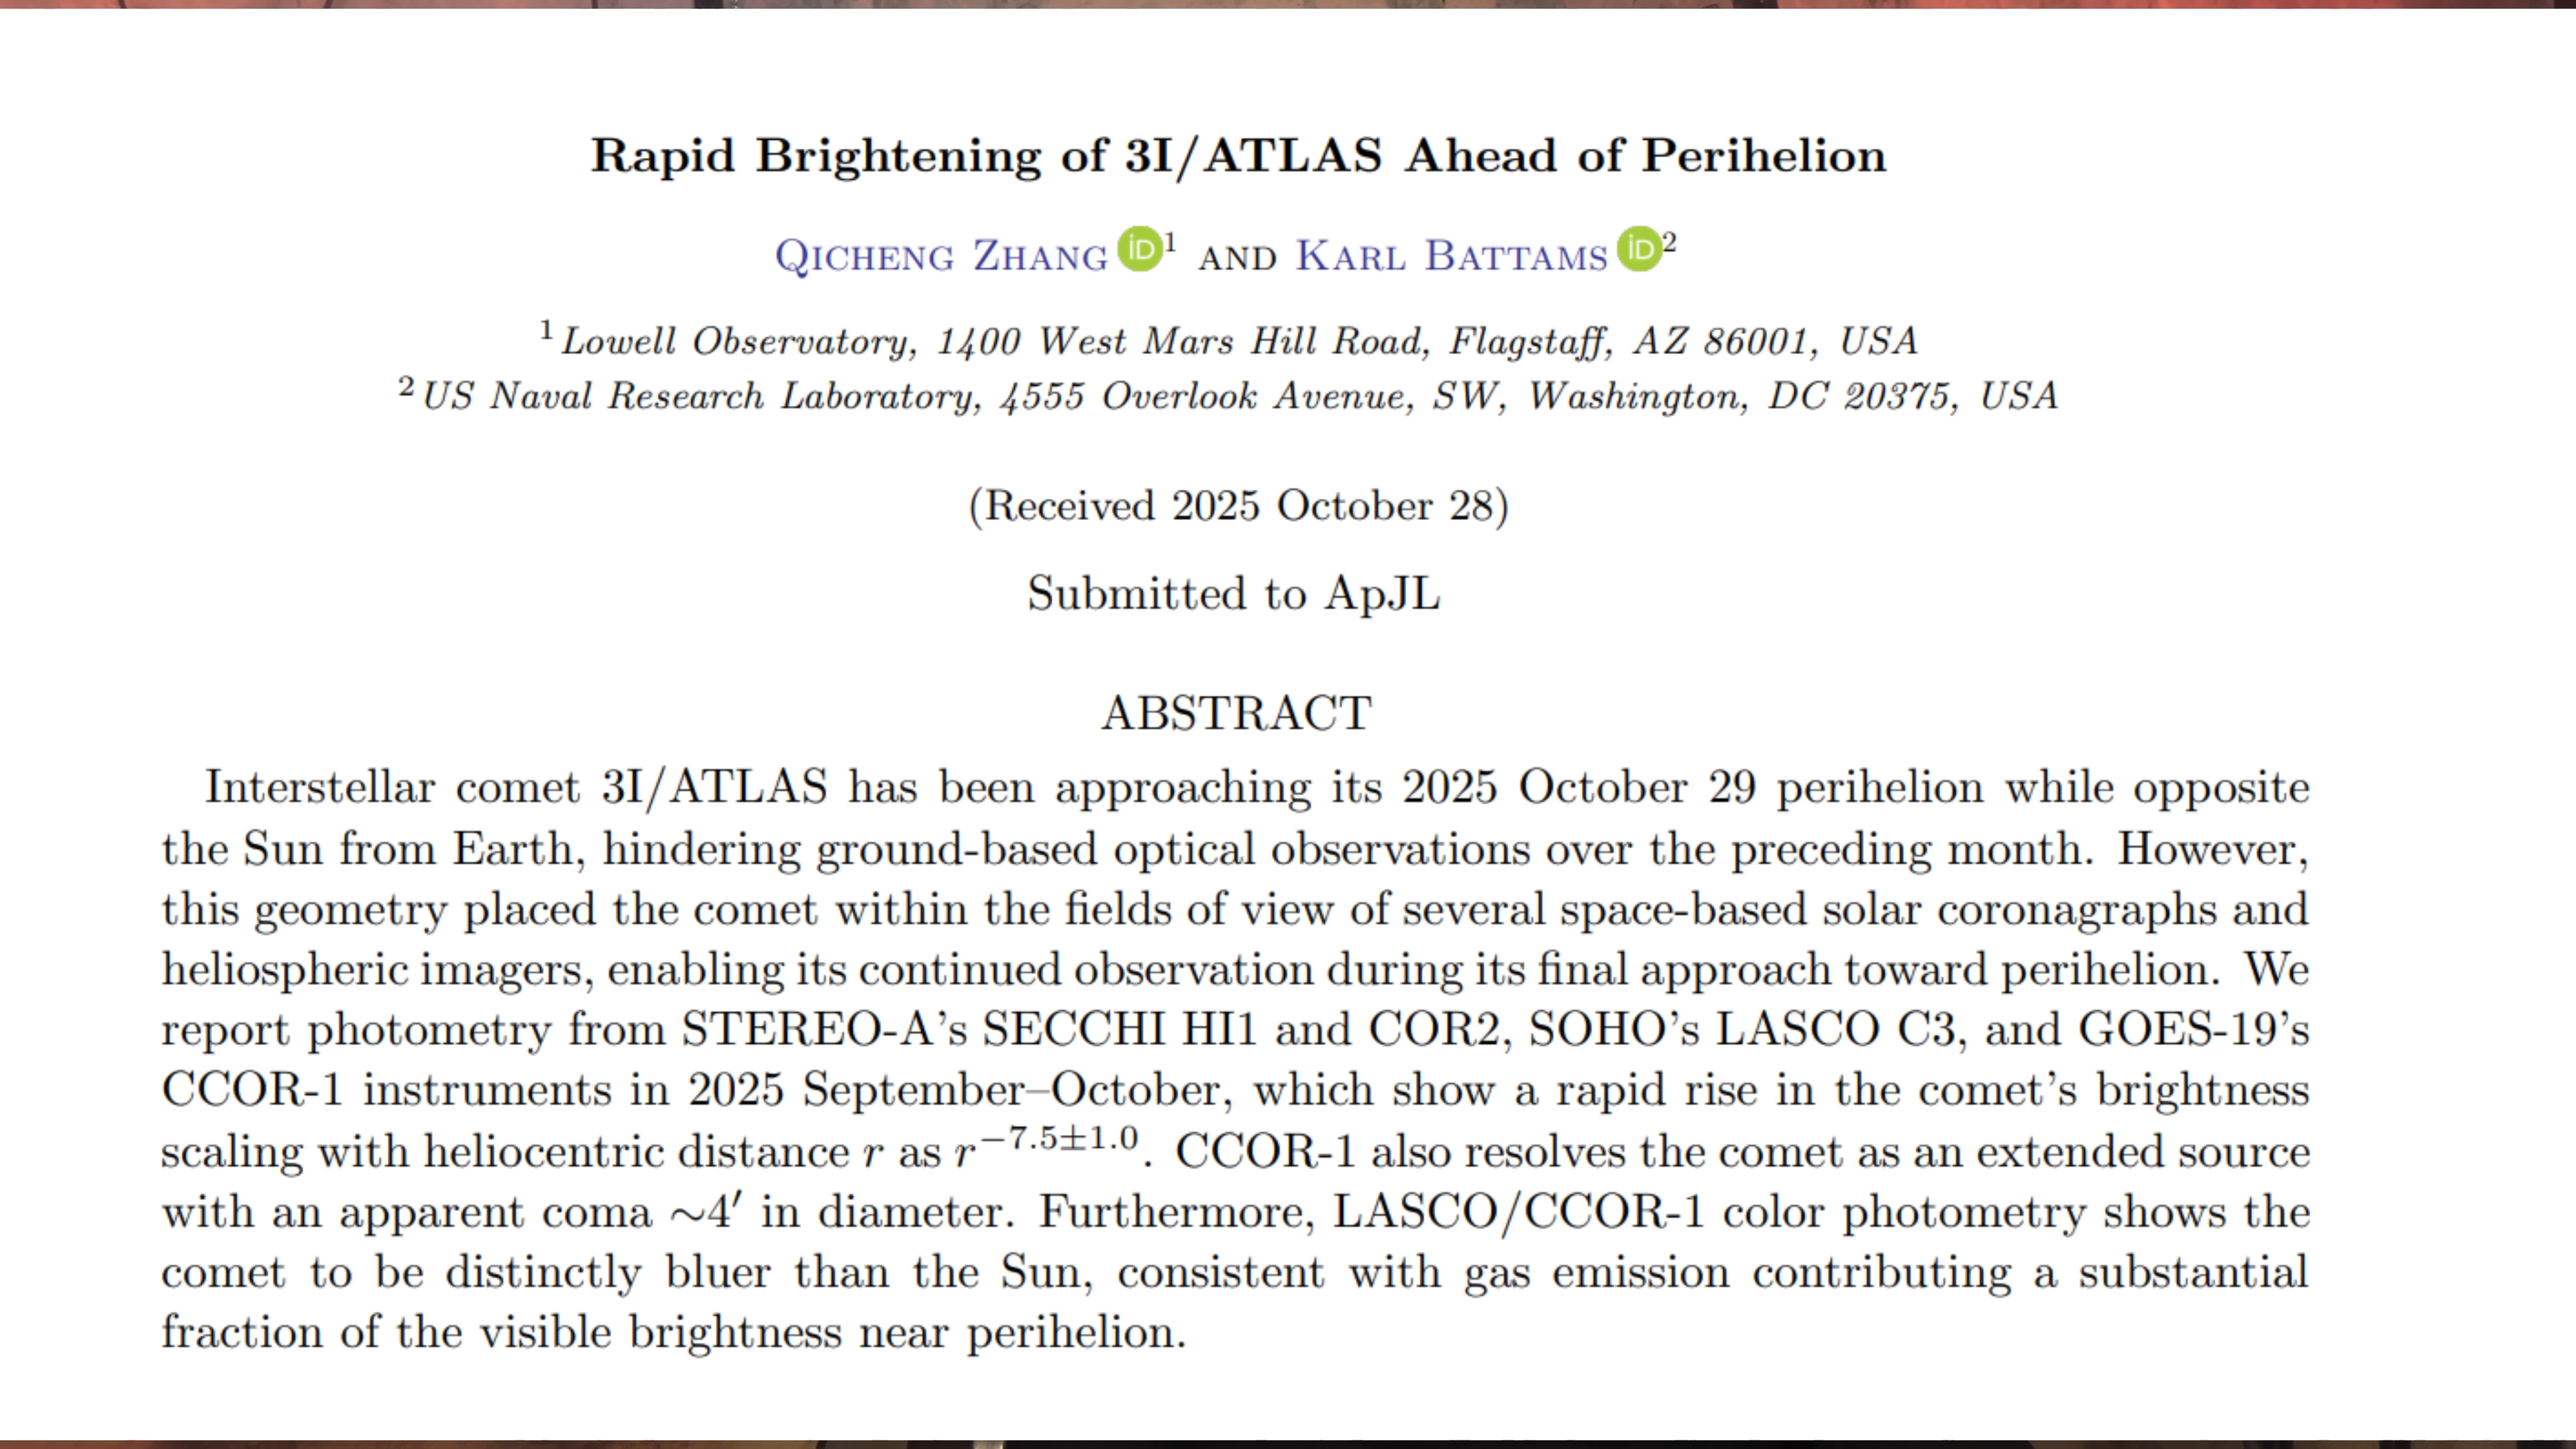 Rapid Brightening of 3I/ATLAS Ahead of Perihelion
Qicheng Zhang iD 1 and Karl Battams iD 2
1 Lowell Observatory, 1400 West Mars Hill Road, Flagstaff, AZ 86001, USA
2 US Naval Research Laboratory, 4555 Overlook Avenue, SW, Washington, DC 20375, USA
(Received 2025 October 28)
Submitted to ApJL
ABSTRACT
Interstellar comet 3I/ATLAS has been approaching its 2025 October 29 perihelion while opposite
the Sun from Earth, hindering ground-based optical observations over the preceding month. However,
this geometry placed the comet within the fields of view of several space-based solar coronagraphs and
heliospheric imagers, enabling its continued observation during its final approach toward perihelion. We
report photometry from STEREO-A's SECCHI HI1 and COR2, SOHO's LASCO C3, and GOES-19's
CCOR-1 instruments in 2025 September–October, which show a rapid rise in the comet's brightness
scaling with heliocentric distance r as r^−7.5±1.0. CCOR-1 also resolves the comet as an extended source
with an apparent coma ∼4′ in diameter. Furthermore, LASCO/CCOR-1 color photometry shows the
comet to be distinctly bluer than the Sun, consistent with gas emission contributing a substantial
fraction of the visible brightness near perihelion.